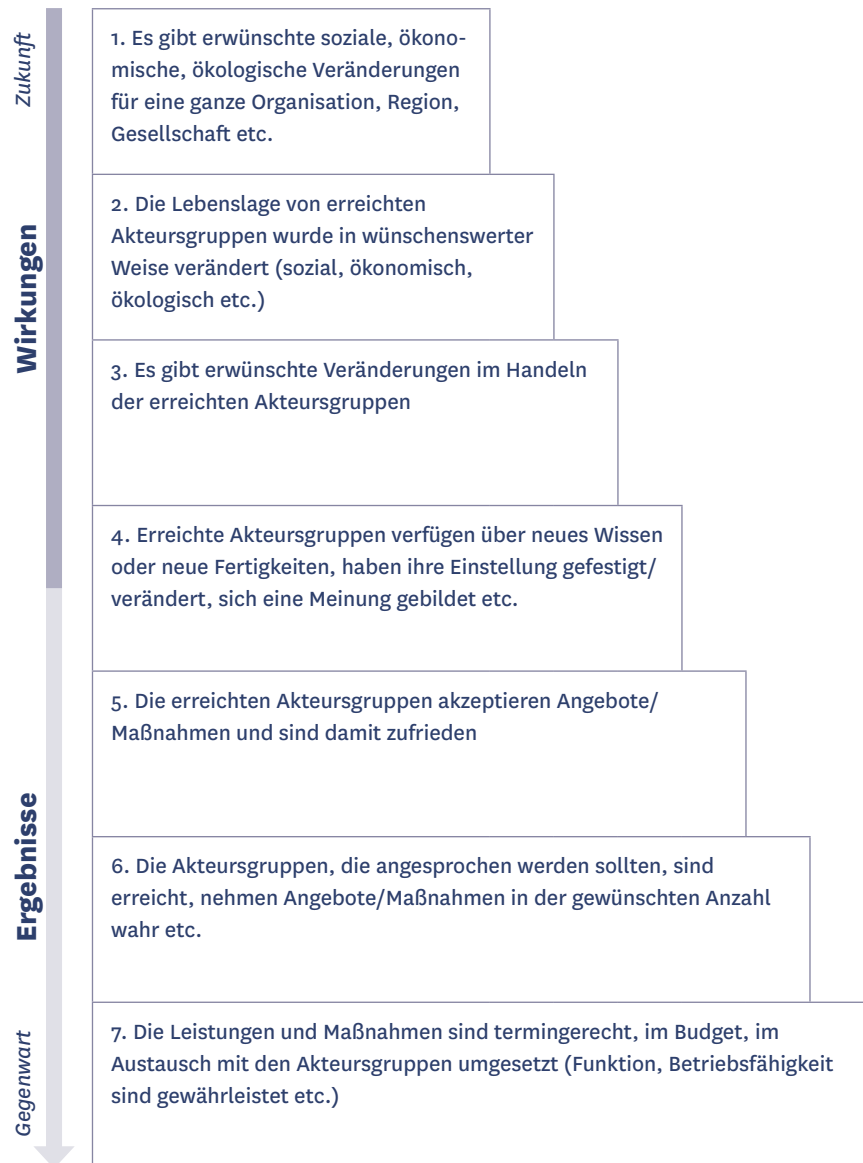 Zukunft
Wirkungen
Ergebnisse
Gegenwart
1. Es gibt erwünschte soziale, ökono-
mische, ökologische Veränderungen
für eine ganze Organisation, Region,
Gesellschaft etc.
2. Die Lebenslage von erreichten
Akteursgruppen wurde in wünschenswerter
Weise verändert (sozial, ökonomisch,
ökologisch etc.)
3. Es gibt erwünschte Veränderungen im Handeln
der erreichten Akteursgruppen
4. Erreichte Akteursgruppen verfügen über neues Wissen
oder neue Fertigkeiten, haben ihre Einstellung gefestigt/
verändert, sich eine Meinung gebildet etc.
5. Die erreichten Akteursgruppen akzeptieren Angebote/
Maßnahmen und sind damit zufrieden
6. Die Akteursgruppen, die angesprochen werden sollten, sind
erreicht, nehmen Angebote/Maßnahmen in der gewünschten Anzahl
wahr etc.
7. Die Leistungen und Maßnahmen sind termingerecht, im Budget, im
Austausch mit den Akteursgruppen umgesetzt (Funktion, Betriebsfähigkeit
sind gewährleistet etc.)